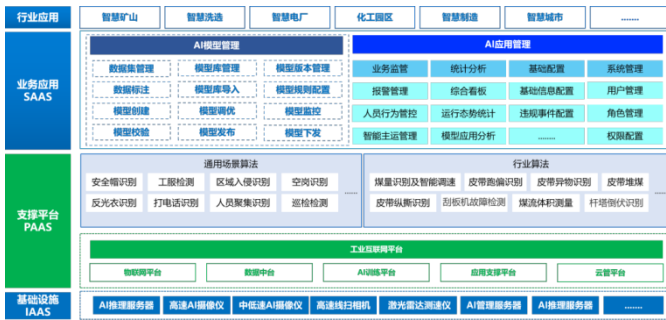 行业应用
智慧矿山 智慧洗选 智慧电厂 化工园区 智慧制造 智慧城市 .......
业务应用
SAAS
AI模型管理
数据集管理 模型库管理 模型版本管理
数据标注 模型库导入 模型规则配置
模型创建 模型调优 模型监控
模型校验 模型发布 模型下发
AI应用管理
业务监管 统计分析 基础配置 系统管理
报警管理 综合看板 基础信息配置 用户管理
人员行为管控 运行态势统计 违规事件配置 角色管理
智能主运管理 模型应用分析 ....... 权限配置
支撑平台
PAAS
通用场景算法
安全帽识别 工服检测 区域入侵识别 空岗识别
反光衣识别 打电话识别 人员聚集识别 巡检检测
......
行业算法
煤量识别及智能调速 皮带跑偏识别 皮带异物识别 皮带堆煤
皮带纵撕识别 刮板机故障检测 煤流体积测量 杆塔倒伏识别
......
工业互联网平台
物联网平台 数据中台 AI训练平台 应用支撑平台 云管平台
基础设施
IAAS
AI推理服务器 高速AI摄像仪 中低速AI摄像仪 高速线扫相机 激光雷达测速仪 AI管理服务器 AI推理服务器 .......